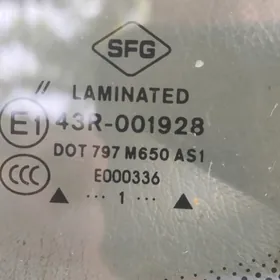 SFG
〃 LAMINATED
E1 43R-001928
DOT 797 M650 AS1
CCC E000336
▲ ··· 1 ··· ▲